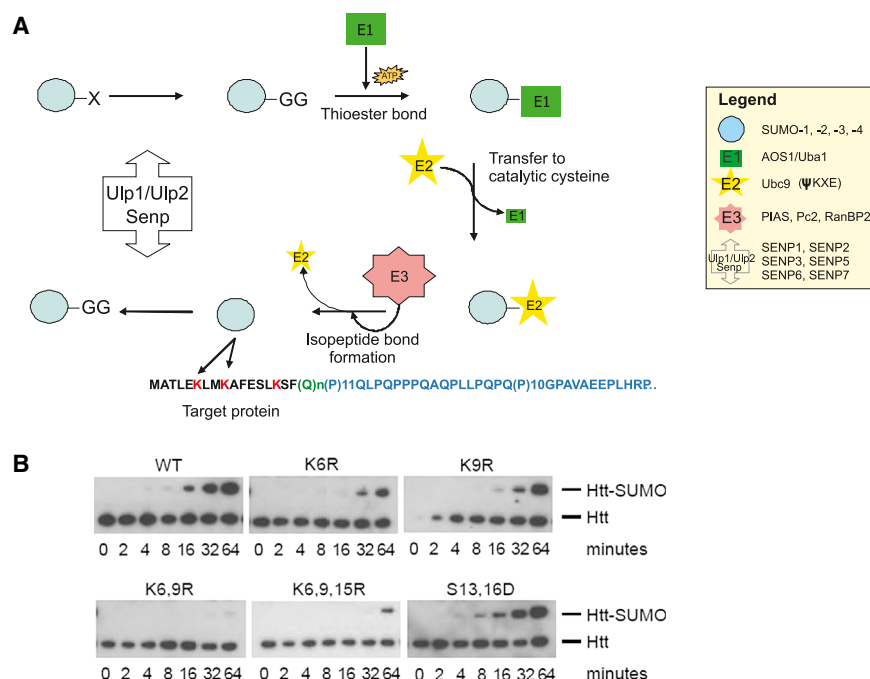 A
E1
ATP
X
GG
Thioester bond
E1
Ulp1/Ulp2
Senp
E2
Transfer to
catalytic cysteine
E1
E2
E3
GG
E2
Isopeptide bond
formation
MATLEKLMKAFESLKSF(Q)n(P)11QLPQPPPQAQPLLPQPQ(P)10GPAVAEEPLHRP..
Target protein
Legend
SUMO-1, -2, -3, -4
E1 AOS1/Uba1
E2 Ubc9 (ΨKXE)
E3 PIAS, Pc2, RanBP2
Ulp1/Ulp2
Senp
SENP1, SENP2
SENP3, SENP5
SENP6, SENP7
B
WT K6R K9R
Htt-SUMO
Htt
0 2 4 8 16 32 64 0 2 4 8 16 32 64 0 2 4 8 16 32 64 minutes
K6,9R K6,9,15R S13,16D
Htt-SUMO
Htt
0 2 4 8 16 32 64 0 2 4 8 16 32 64 0 2 4 8 16 32 64 minutes